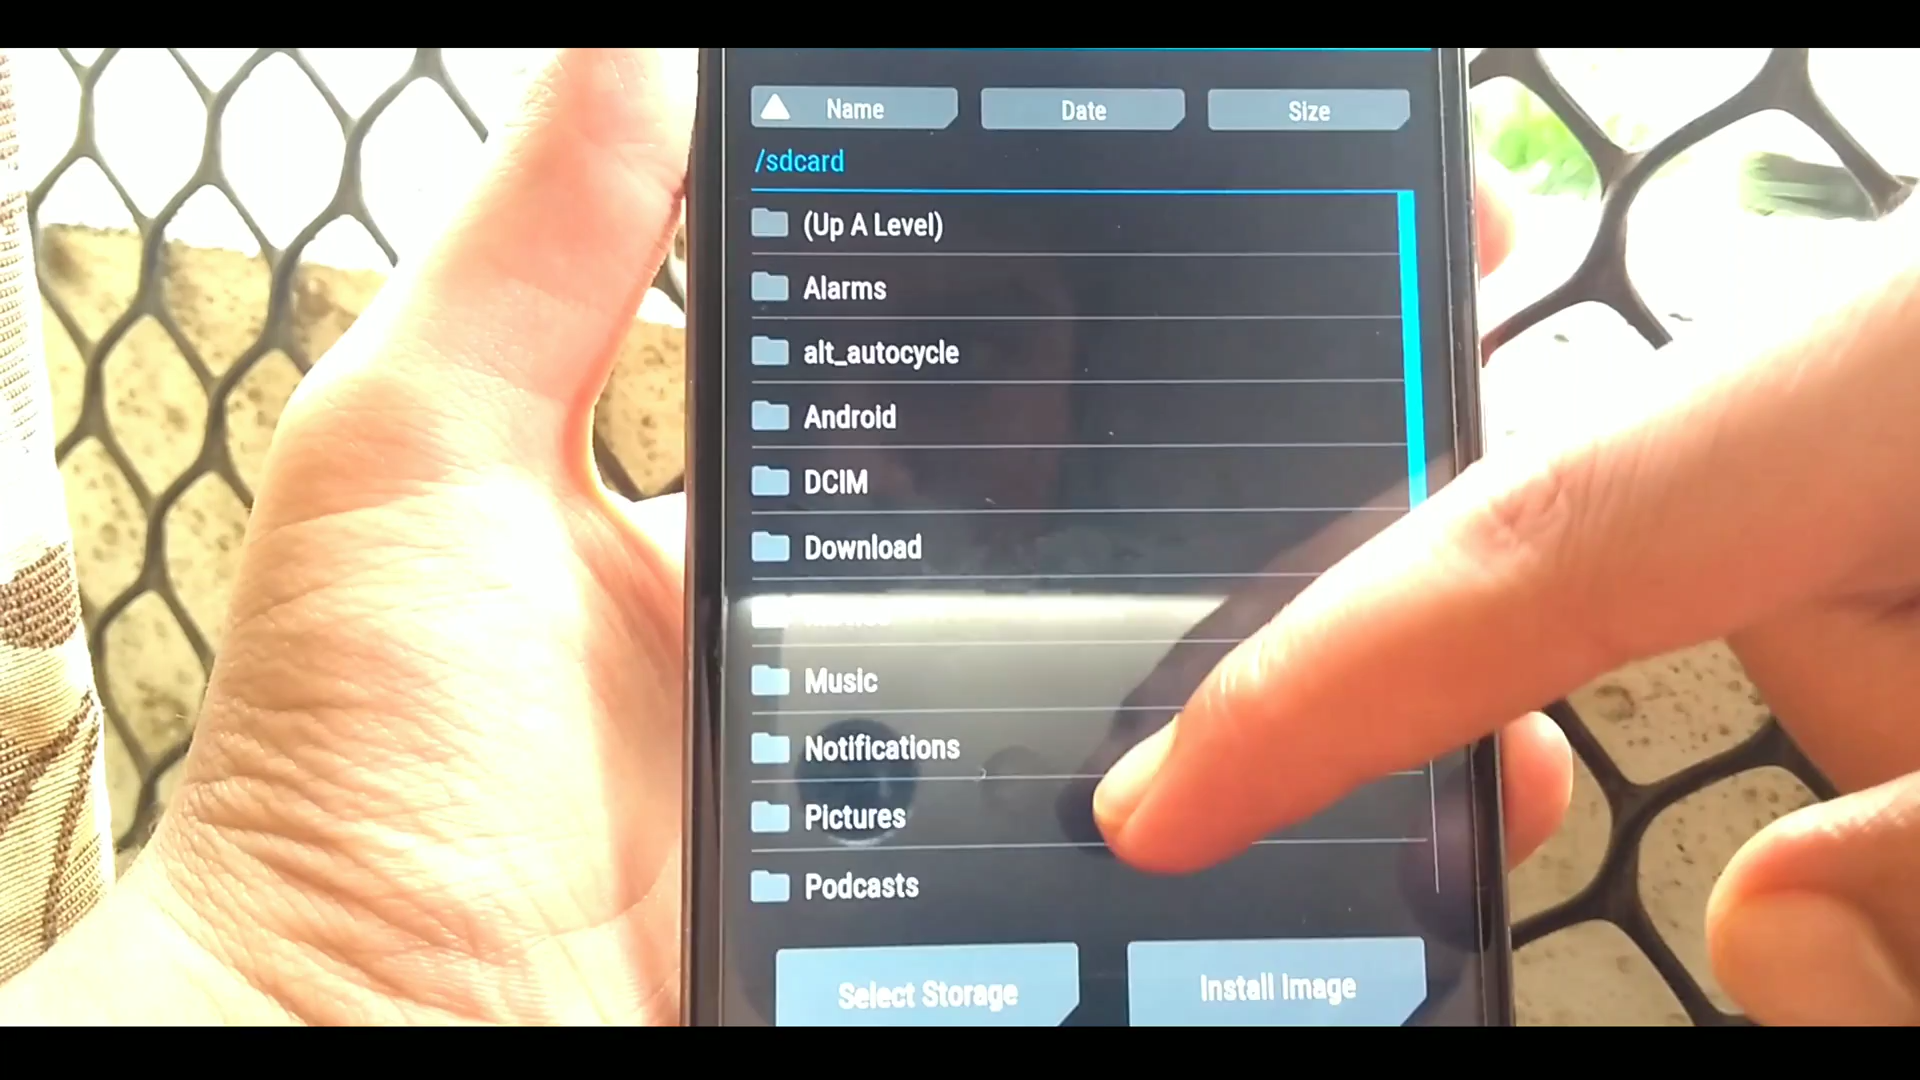 Name
Date
Size
/sdcard
(Up A Level)
Alarms
alt_autocycle
Android
DCIM
Download
Music
Notifications
Pictures
Podcasts
Select Storage
Install Image